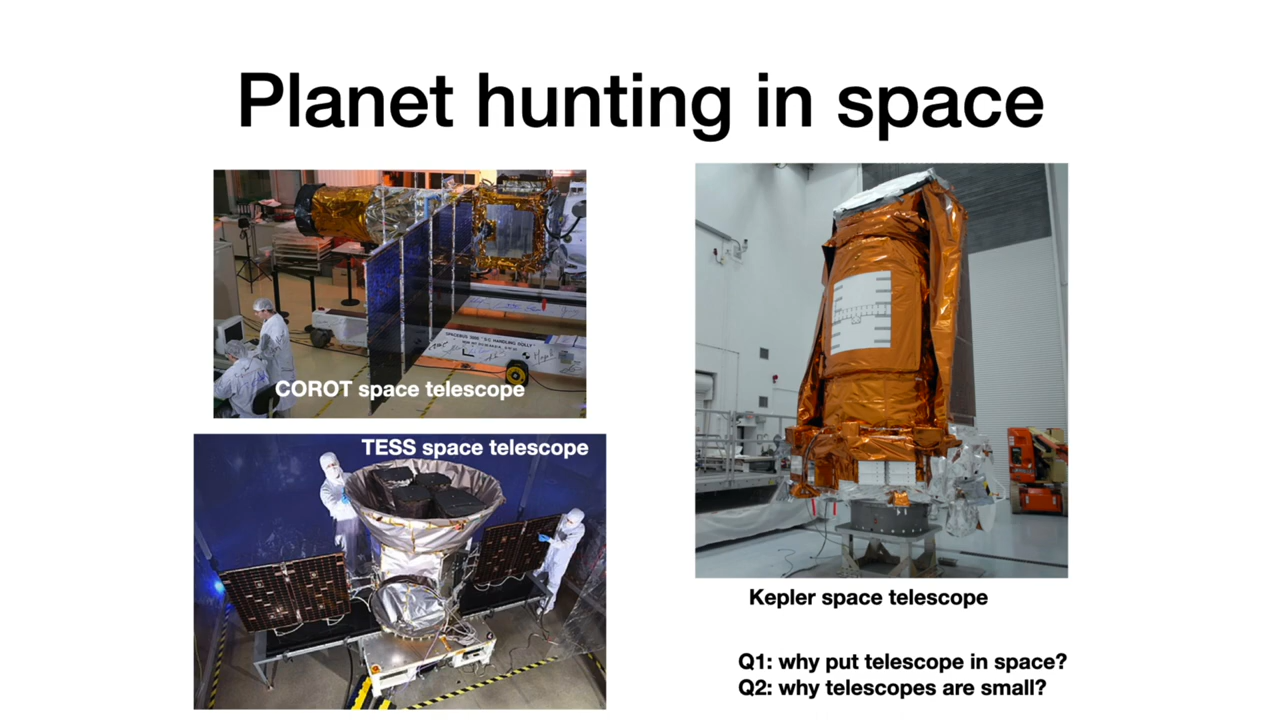 Planet hunting in space
COROT space telescope
TESS space telescope
Kepler space telescope
Q1: why put telescope in space?
Q2: why telescopes are small?